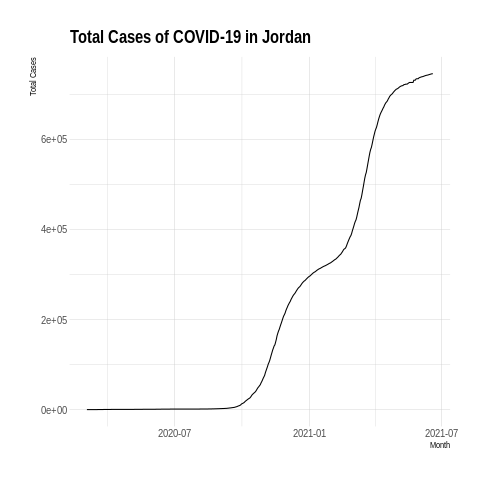 Total Cases of COVID-19 in Jordan
Total Cases
6e+05
4e+05
2e+05
0e+00
2020-07
2021-01
2021-07
Month